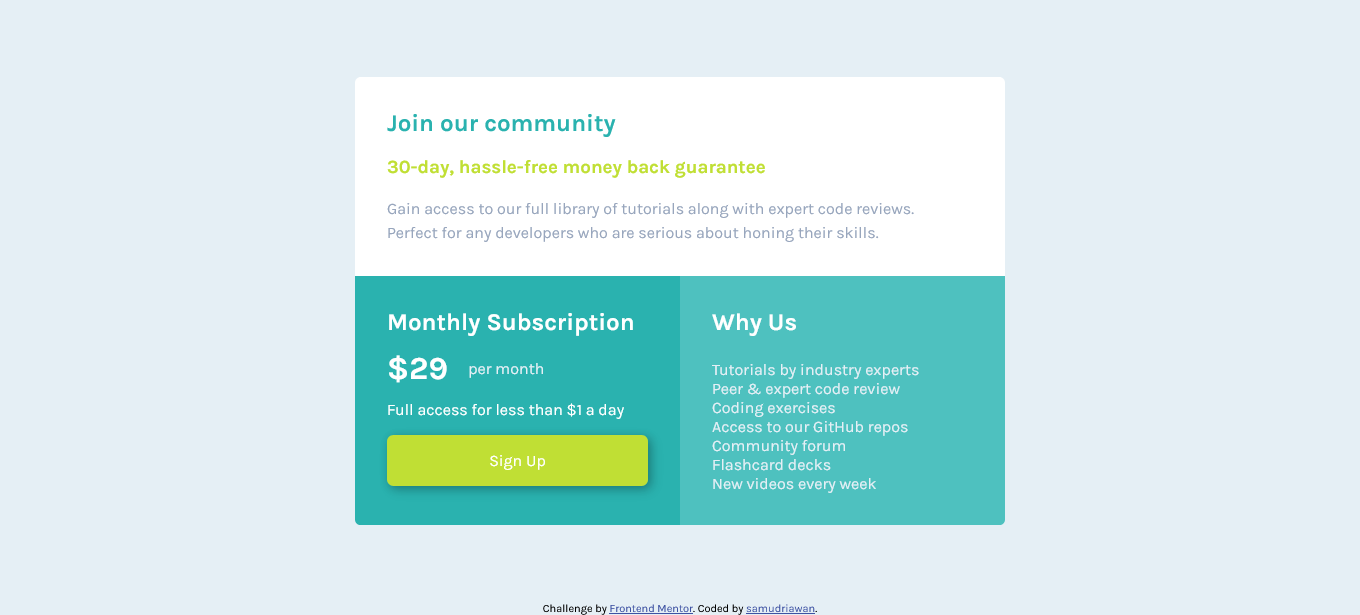 Join our community
30-day, hassle-free money back guarantee
Gain access to our full library of tutorials along with expert code reviews.
Perfect for any developers who are serious about honing their skills.
Monthly Subscription
$29 per month
Full access for less than $1 a day
Sign Up
Why Us
Tutorials by industry experts
Peer & expert code review
Coding exercises
Access to our GitHub repos
Community forum
Flashcard decks
New videos every week
Challenge by Frontend Mentor. Coded by samudriawan.